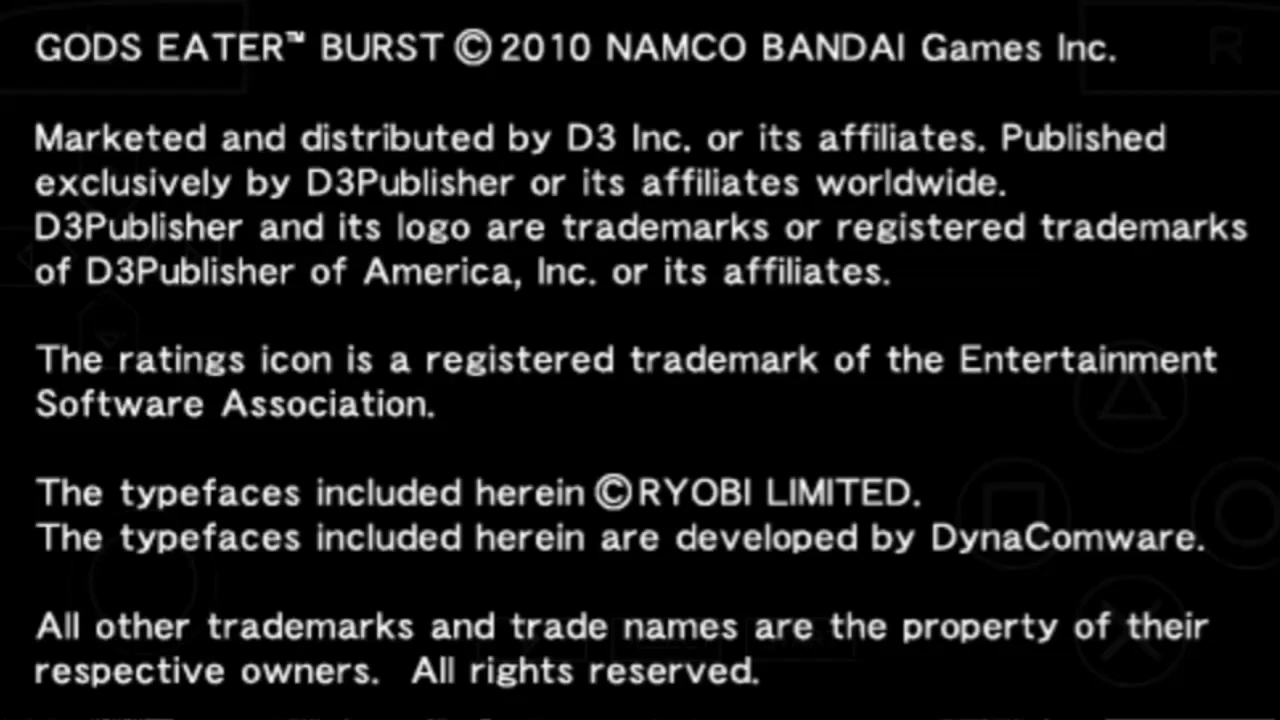 GODS EATER™ BURST ©2010 NAMCO BANDAI Games Inc.
Marketed and distributed by D3 Inc. or its affiliates. Published
exclusively by D3Publisher or its affiliates worldwide.
D3Publisher and its logo are trademarks or registered trademarks
of D3Publisher of America, Inc. or its affiliates.
The ratings icon is a registered trademark of the Entertainment
Software Association.
The typefaces included herein ©RYOBI LIMITED.
The typefaces included herein are developed by DynaComware.
All other trademarks and trade names are the property of their
respective owners.  All rights reserved.
R